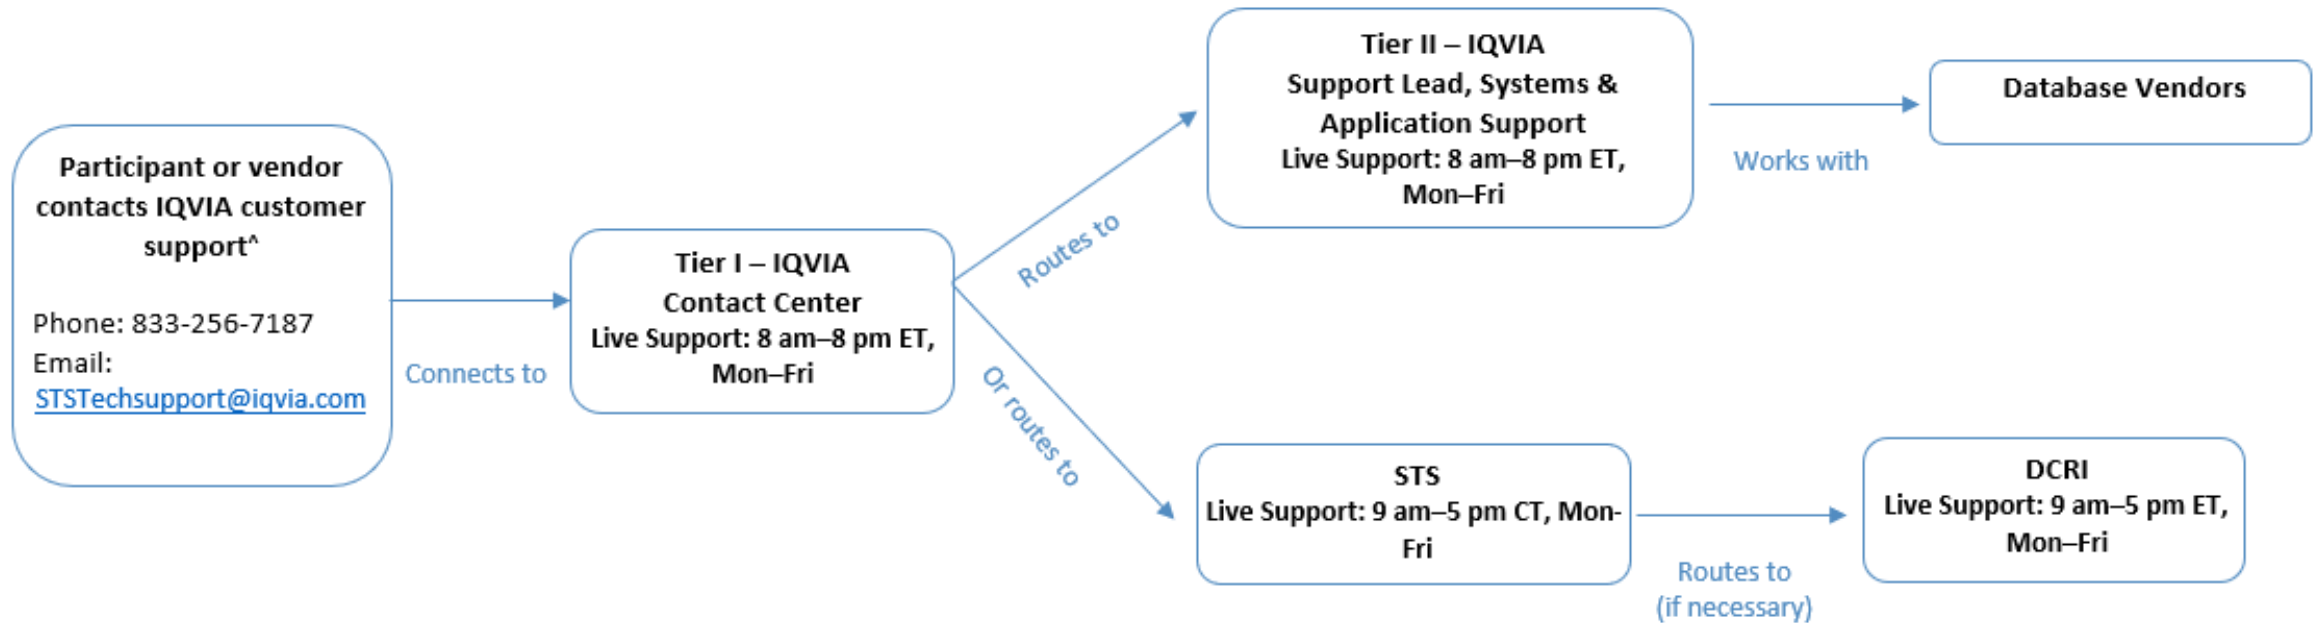 Participant or vendor
contacts IQVIA customer
support^
Phone: 833-256-7187
Email:
STSTechsupport@iqvia.com
Connects to
Tier I – IQVIA
Contact Center
Live Support: 8 am–8 pm ET,
Mon–Fri
Routes to
Tier II – IQVIA
Support Lead, Systems &
Application Support
Live Support: 8 am–8 pm ET,
Mon–Fri
Works with
Database Vendors
Or routes to
STS
Live Support: 9 am–5 pm CT, Mon-
Fri
Routes to
(if necessary)
DCRI
Live Support: 9 am–5 pm ET,
Mon–Fri